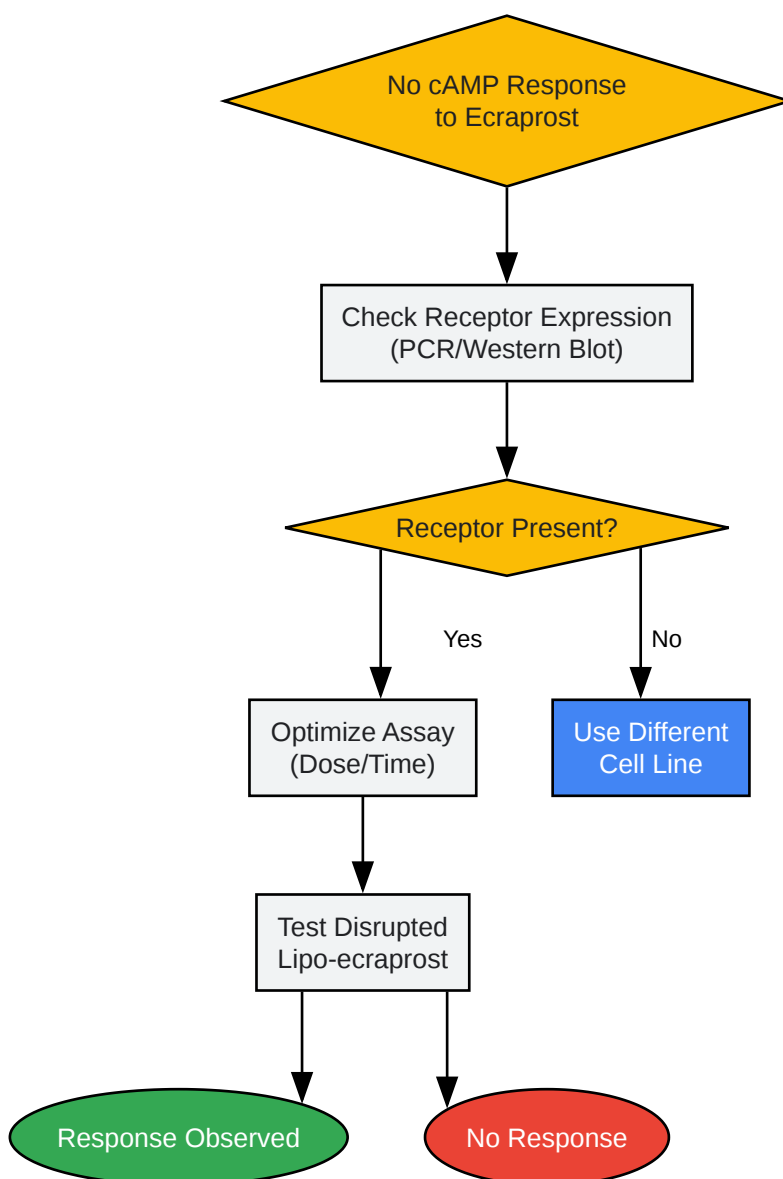 No cAMP Response
to Ecraprost
Check Receptor Expression
(PCR/Western Blot)
Receptor Present?
Yes
No
Optimize Assay
(Dose/Time)
Use Different
Cell Line
Test Disrupted
Lipo-ecraprost
Response Observed
No Response